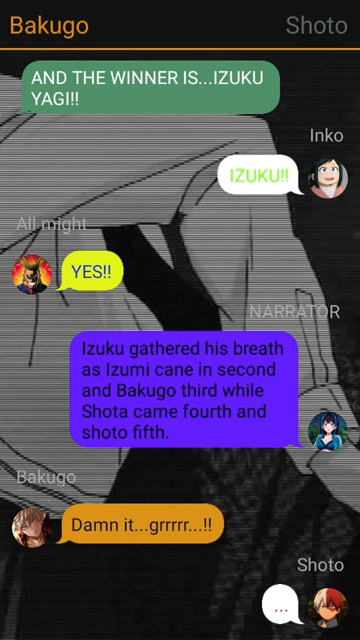 Bakugo Shoto
AND THE WINNER IS...IZUKU
YAGI!!
Inko
IZUKU!!
All might
YES!!
NARRATOR
Izuku gathered his breath
as Izumi cane in second
and Bakugo third while
Shota came fourth and
shoto fifth.
Bakugo
Damn it...grrrrr...!!
Shoto
...